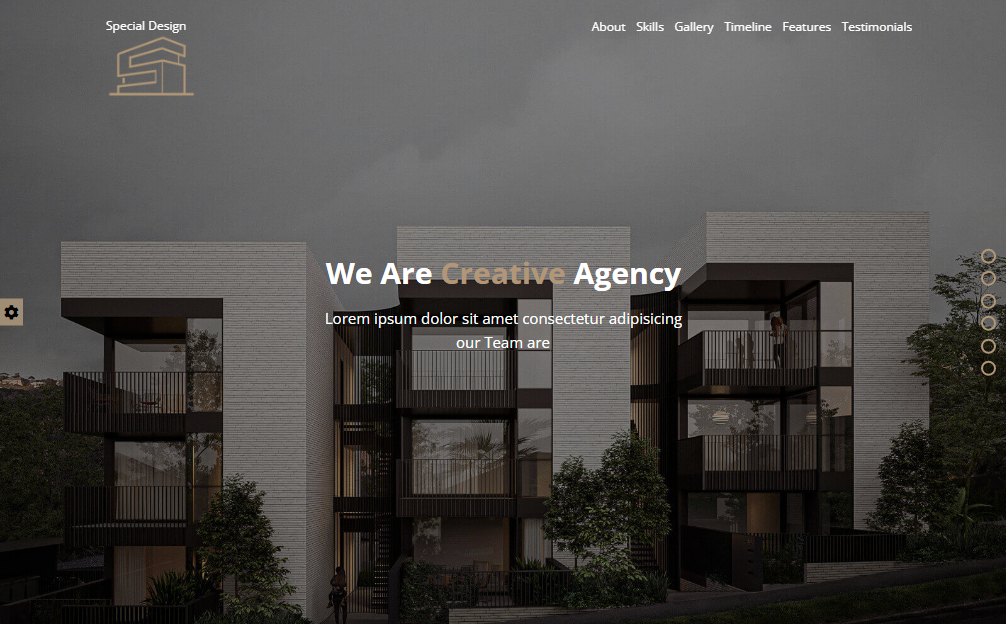 Special Design
About Skills Gallery Timeline Features Testimonials
We Are Creative Agency
Lorem ipsum dolor sit amet consectetur adipisicing
our Team are